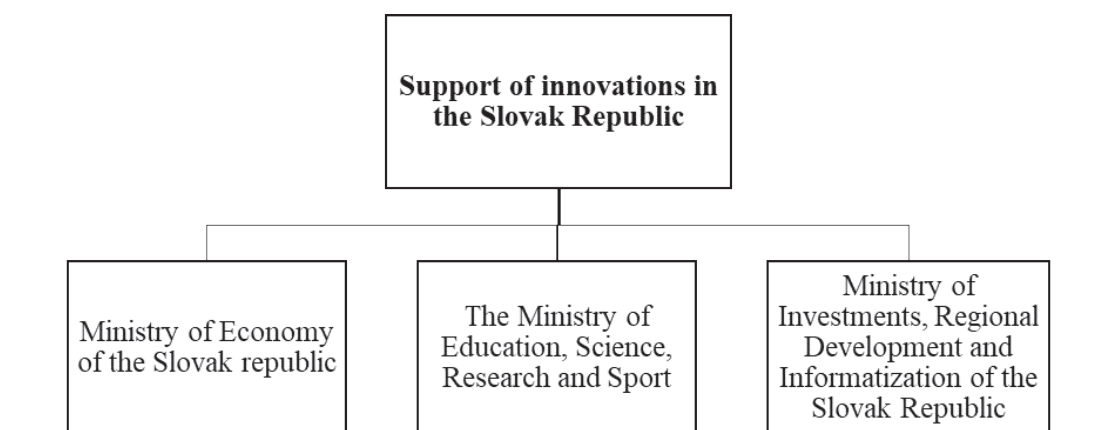 Support of innovations in
the Slovak Republic
Ministry of Economy
of the Slovak republic
The Ministry of
Education, Science,
Research and Sport
Ministry of
Investments, Regional
Development and
Informatization of the
Slovak Republic